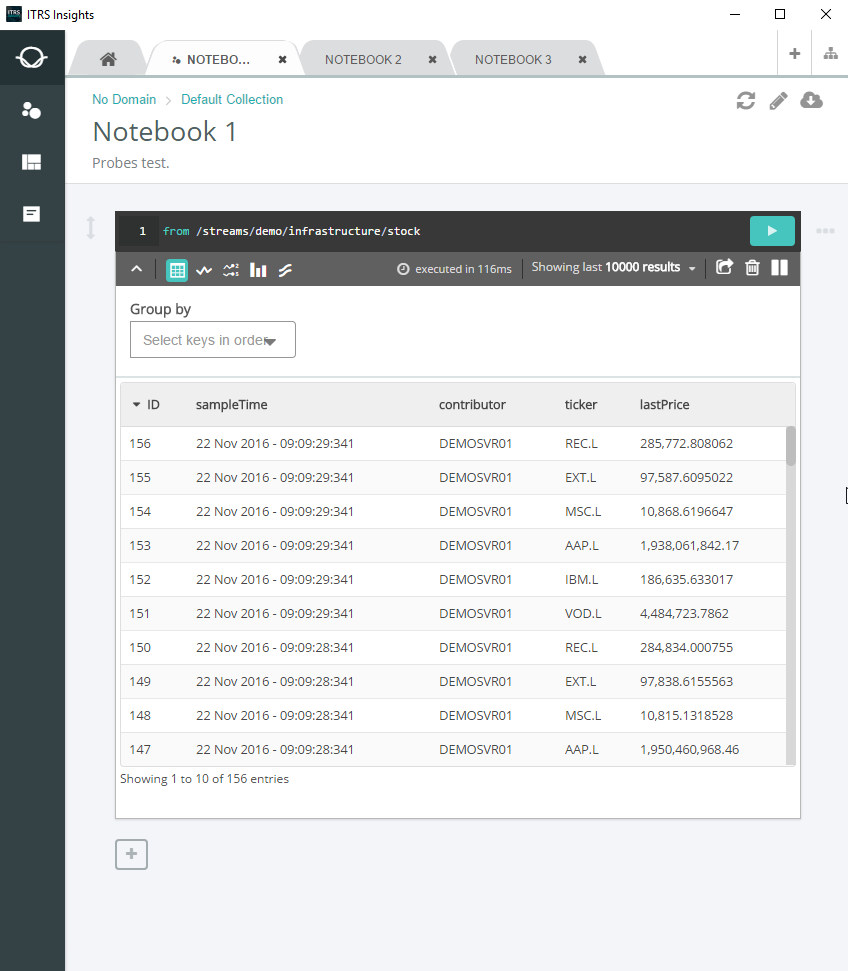 ITRS Insights
NOTEBO... NOTEBOOK 2 NOTEBOOK 3
No Domain > Default Collection
Notebook 1
Probes test.
1 from /streams/demo/infrastructure/stock
executed in 116ms Showing last 10000 results
Group by
Select keys in order
ID sampleTime contributor ticker lastPrice
156 22 Nov 2016 - 09:09:29:341 DEMOSVR01 REC.L 285,772.808062
155 22 Nov 2016 - 09:09:29:341 DEMOSVR01 EXT.L 97,587.6095022
154 22 Nov 2016 - 09:09:29:341 DEMOSVR01 MSC.L 10,868.6196647
153 22 Nov 2016 - 09:09:29:341 DEMOSVR01 AAP.L 1,938,061,842.17
152 22 Nov 2016 - 09:09:29:341 DEMOSVR01 IBM.L 186,635.633017
151 22 Nov 2016 - 09:09:29:341 DEMOSVR01 VOD.L 4,484,723.7862
150 22 Nov 2016 - 09:09:28:341 DEMOSVR01 REC.L 284,834.000755
149 22 Nov 2016 - 09:09:28:341 DEMOSVR01 EXT.L 97,838.6155563
148 22 Nov 2016 - 09:09:28:341 DEMOSVR01 MSC.L 10,815.1318528
147 22 Nov 2016 - 09:09:28:341 DEMOSVR01 AAP.L 1,950,460,968.46
Showing 1 to 10 of 156 entries